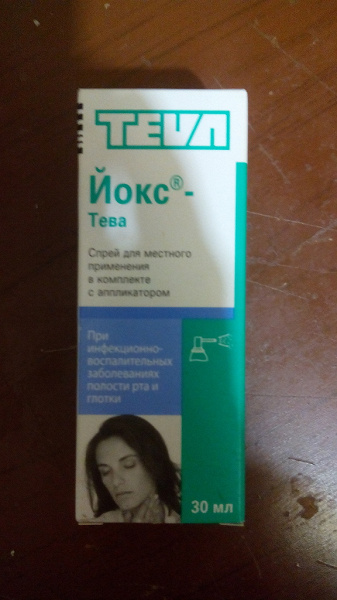 TEVA
Йокс®-
Тева
Спрей для местного
применения
в комплекте
с аппликатором
При
инфекционно-
воспалительных
заболеваниях
полости рта и
глотки
30 мл